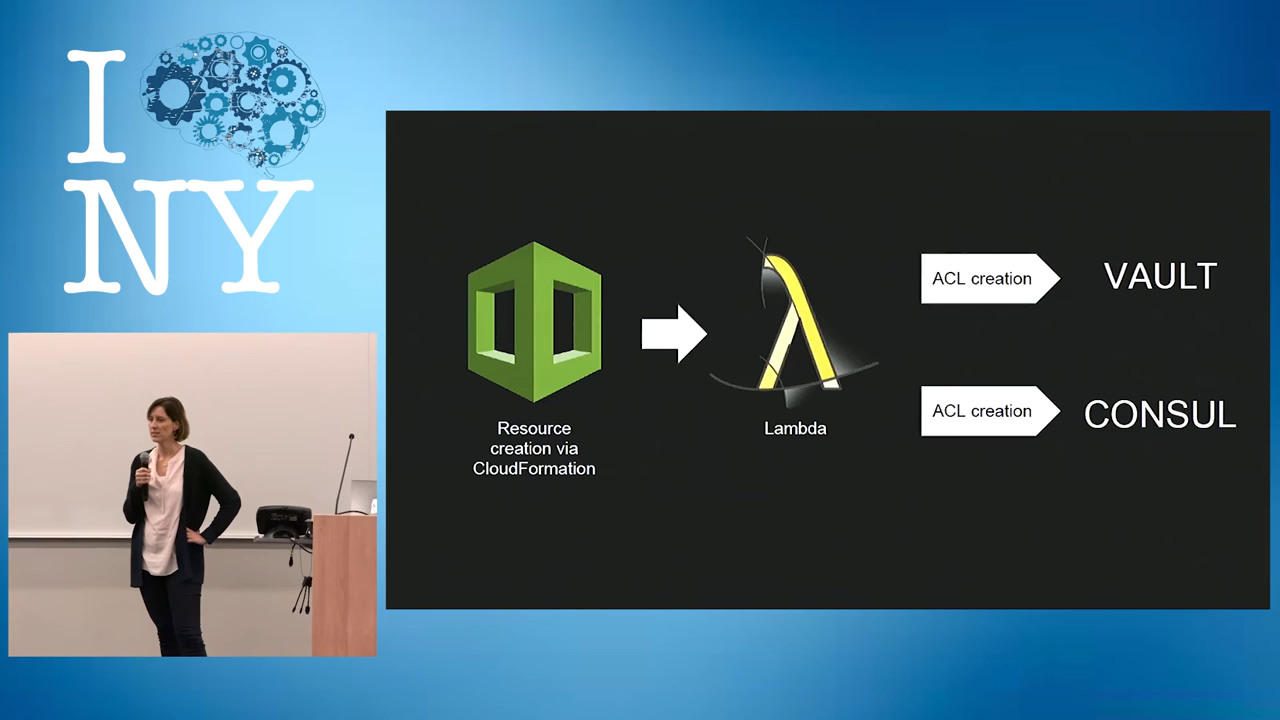 I
NY
Resource
creation via
CloudFormation
Lambda
ACL creation
VAULT
ACL creation
CONSUL